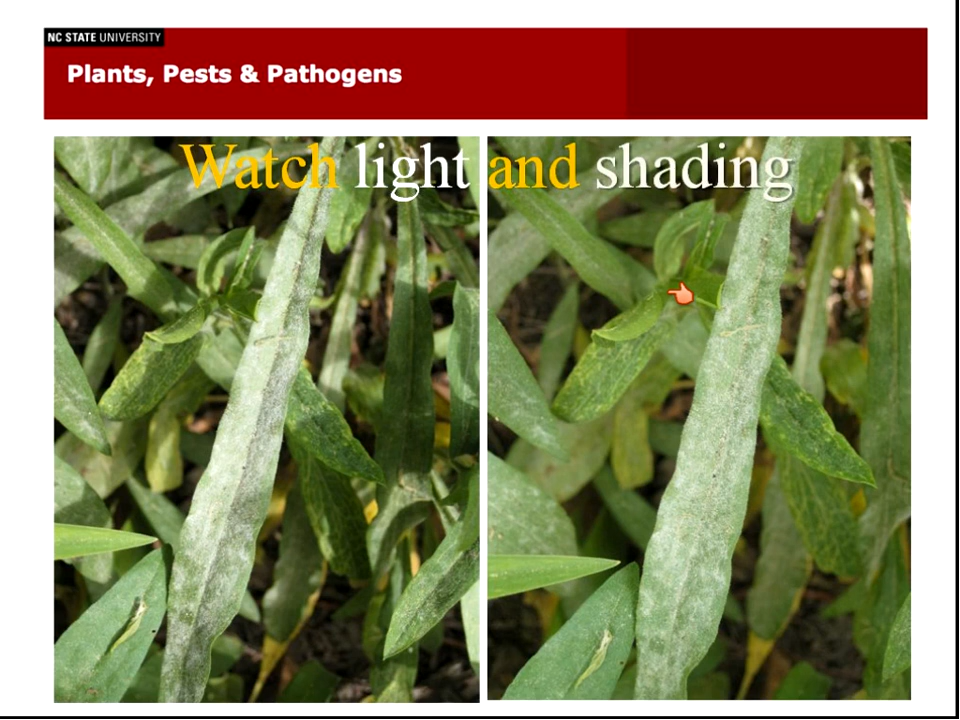 NC STATE UNIVERSITY
Plants, Pests & Pathogens
Watch light and shading